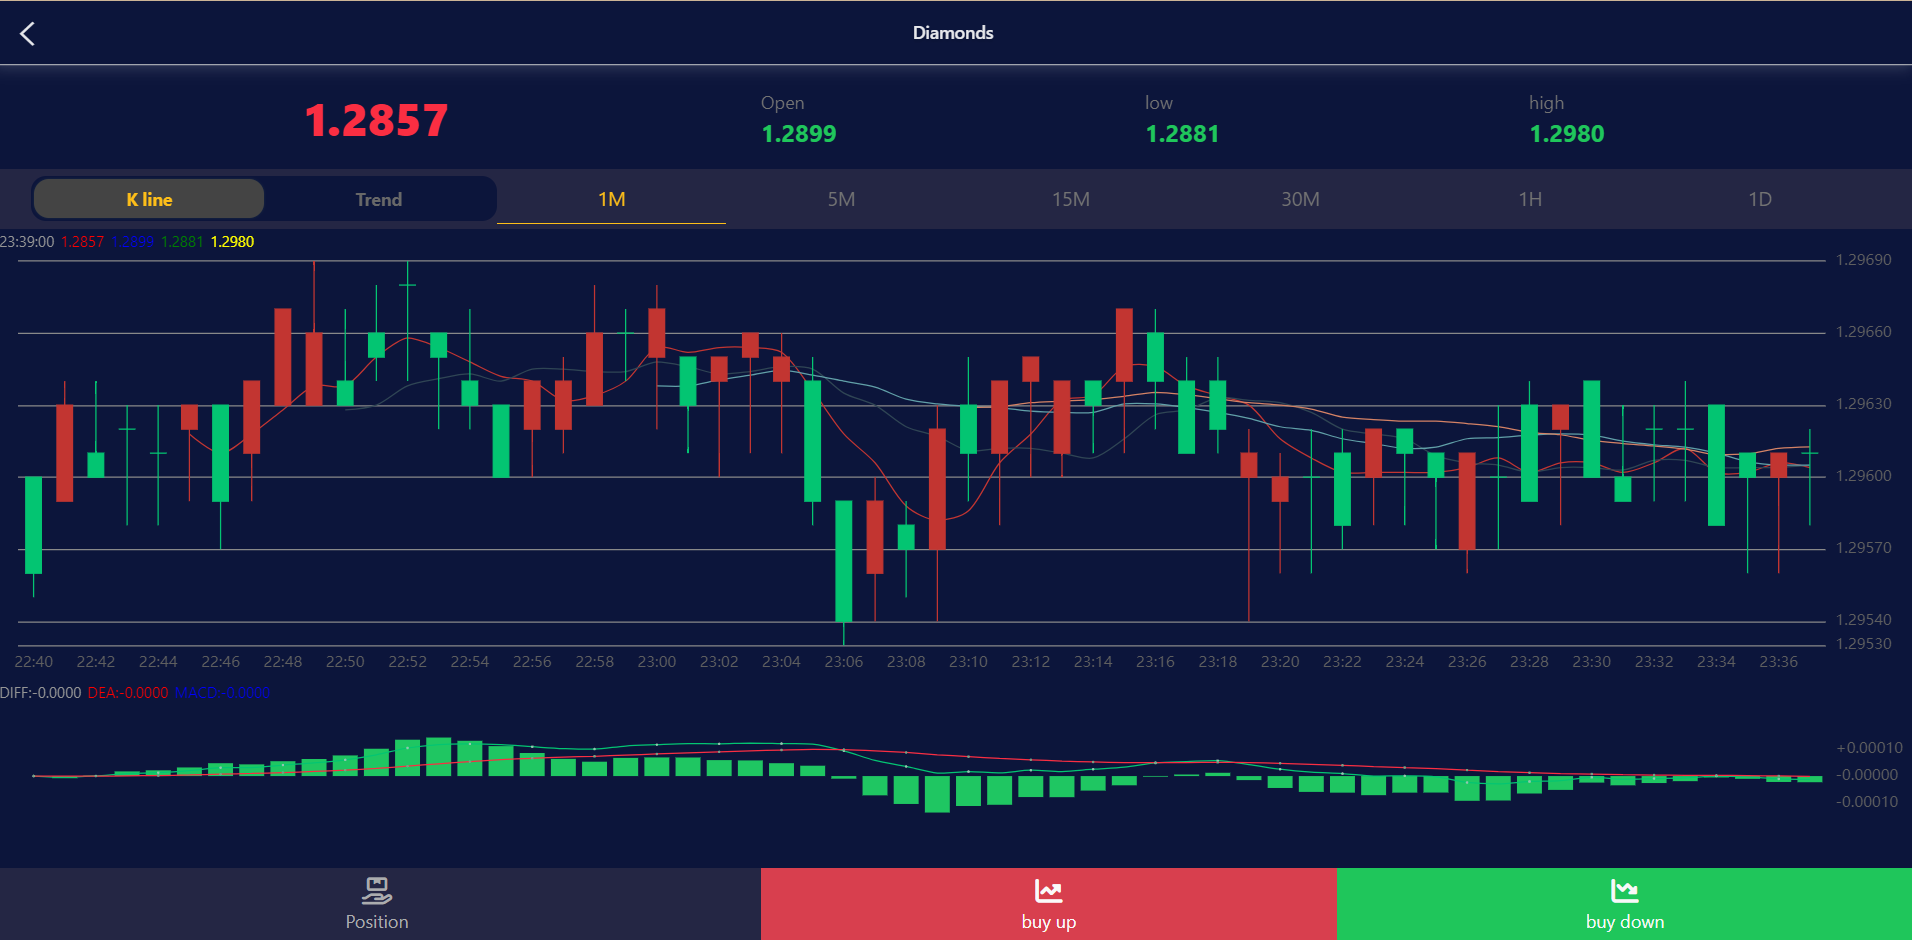 Diamonds
1.2857
Open
1.2899
low
1.2881
high
1.2980
K line Trend 1M 5M 15M 30M 1H 1D
23:39:00 1.2857 1.2899 1.2881 1.2980
1.29690
1.29660
1.29630
1.29600
1.29570
1.29540
1.29530
22:40 22:42 22:44 22:46 22:48 22:50 22:52 22:54 22:56 22:58 23:00 23:02 23:04 23:06 23:08 23:10 23:12 23:14 23:16 23:18 23:20 23:22 23:24 23:26 23:28 23:30 23:32 23:34 23:36
DIFF:-0.0000 DEA:-0.0000 MACD:-0.0000
+0.00010
-0.00000
-0.00010
Position
buy up
buy down